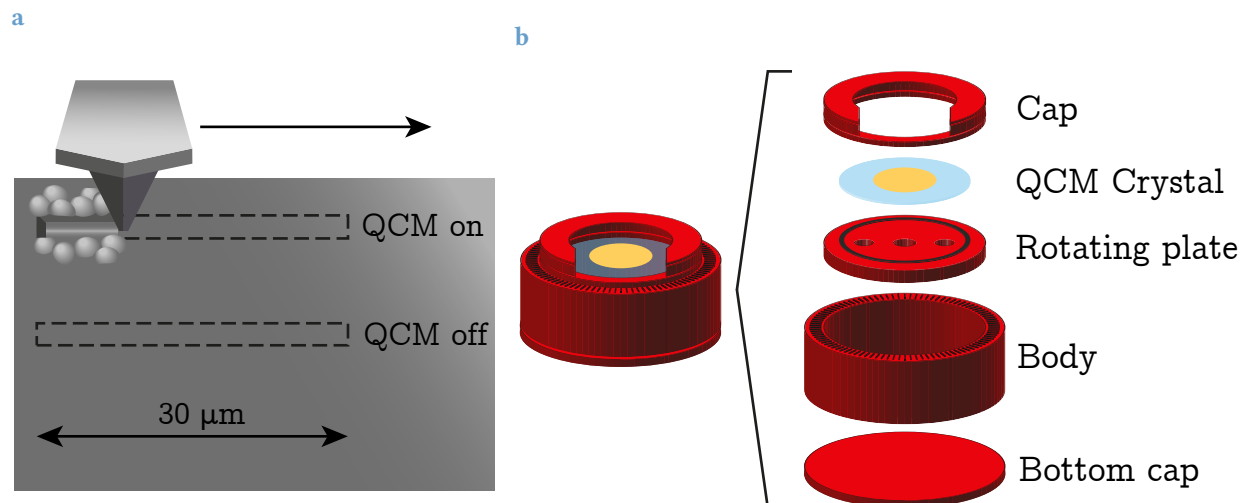 a
QCM on
QCM off
30 µm
b
Cap
QCM Crystal
Rotating plate
Body
Bottom cap